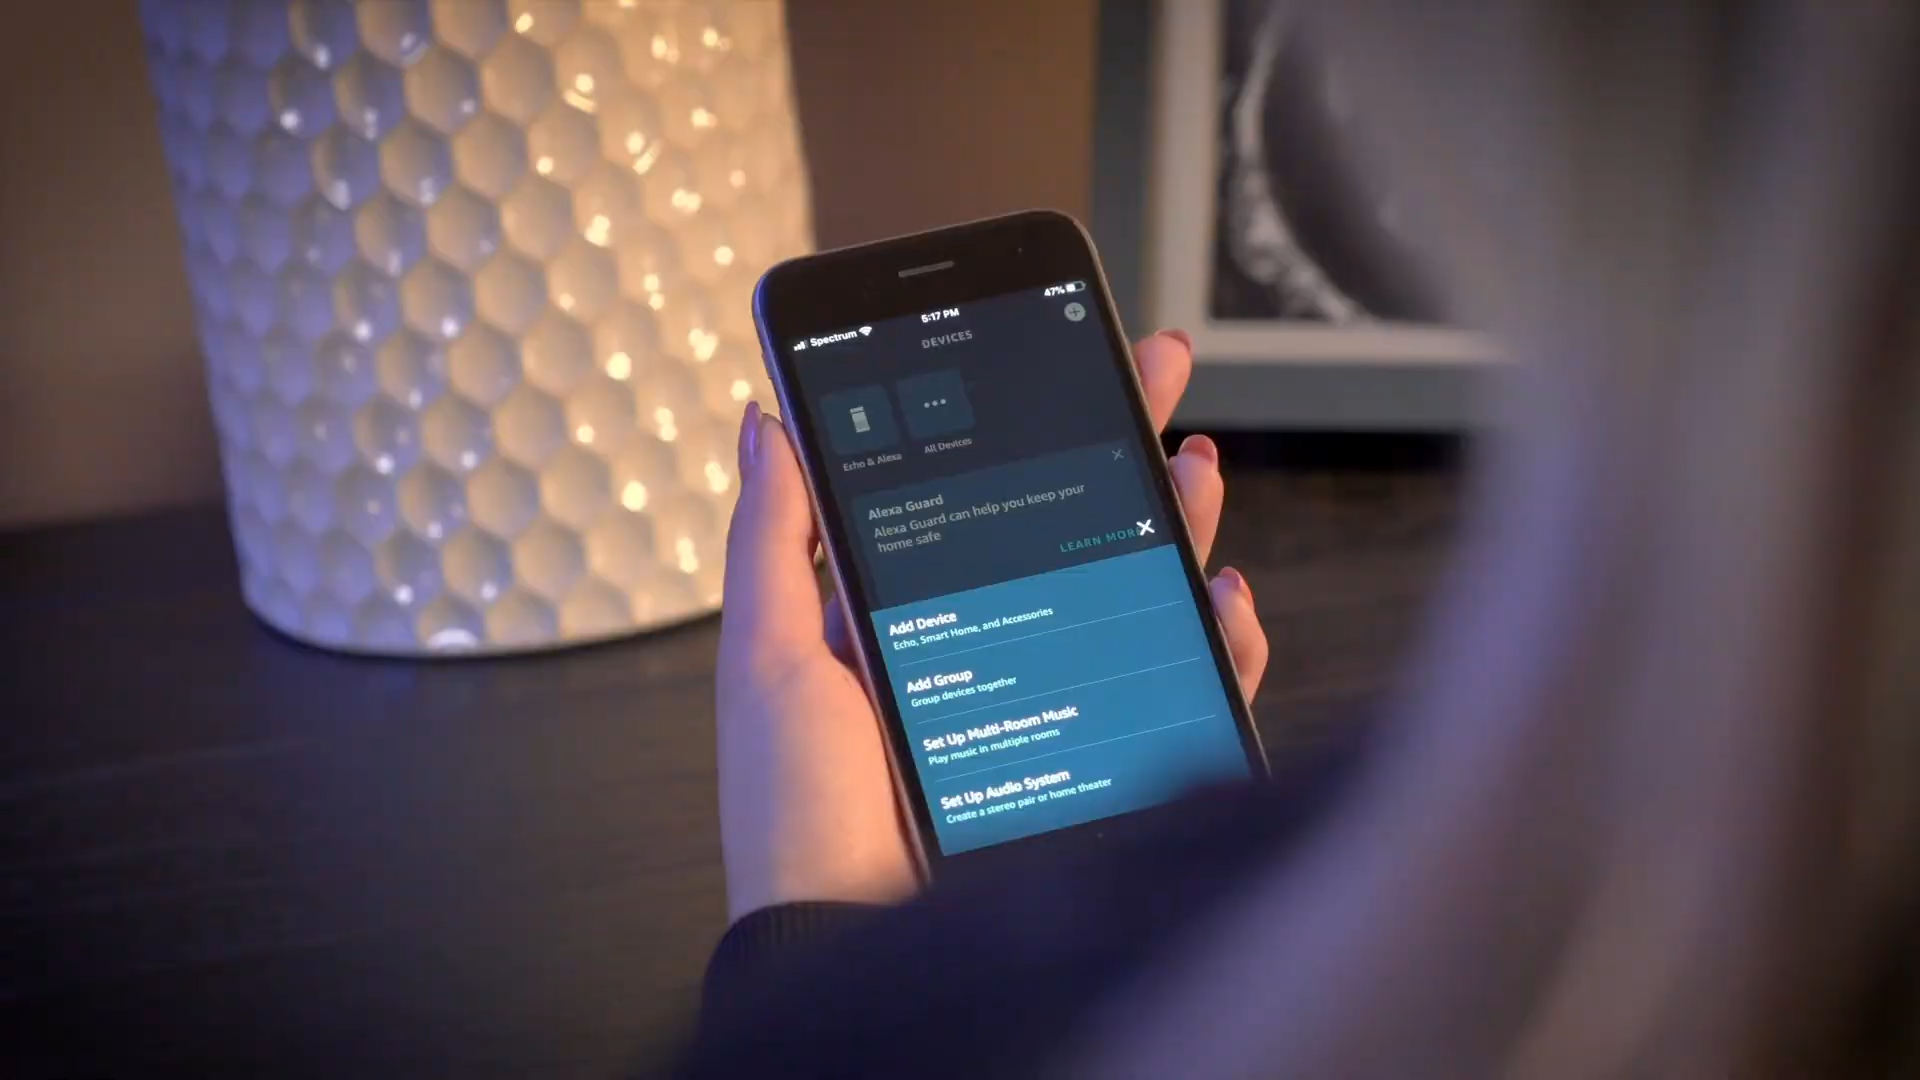 Spectrum
5:17 PM
47%
DEVICES
Echo & Alexa
All Devices
Alexa Guard
Alexa Guard can help you keep your
home safe
LEARN MORE
Add Device
Echo, Smart Home, and Accessories
Add Group
Group devices together
Set Up Multi-Room Music
Play music in multiple rooms
Set Up Audio System
Create a stereo pair or home theater